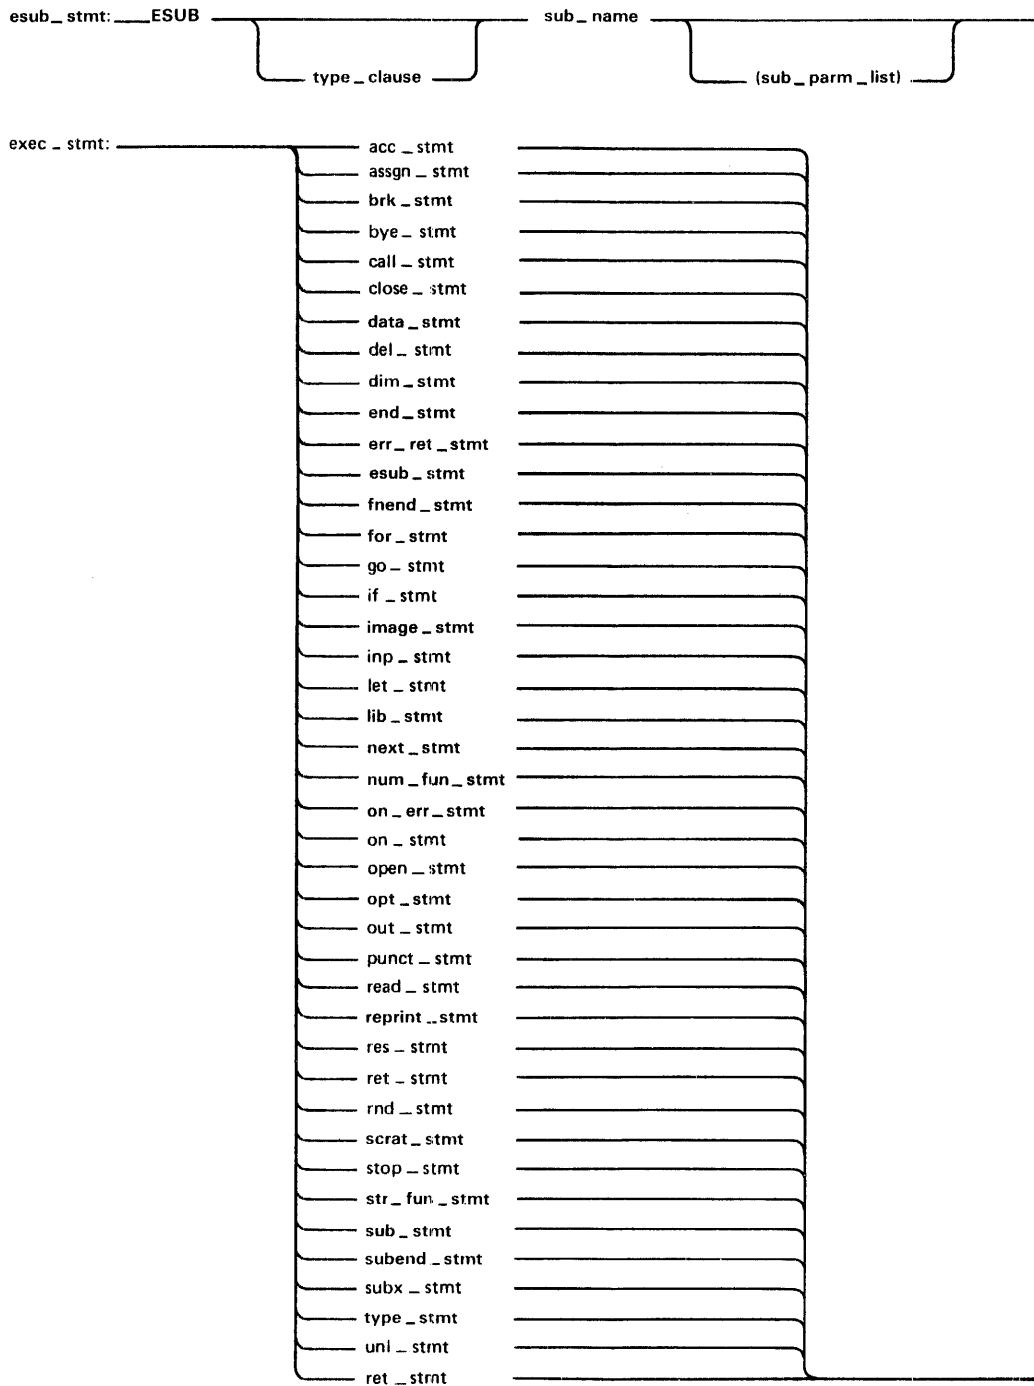 esub_stmt: ESUB sub_name
type_clause (sub_parm_list)
exec_stmt: acc_stmt
assgn_stmt
brk_stmt
bye_stmt
call_stmt
close_stmt
data_stmt
del_stmt
dim_stmt
end_stmt
err_ret_stmt
esub_stmt
fnend_stmt
for_stmt
go_stmt
if_stmt
image_stmt
inp_stmt
let_stmt
lib_stmt
next_stmt
num_fun_stmt
on_err_stmt
on_stmt
open_stmt
opt_stmt
out_stmt
punct_stmt
read_stmt
reprint_stmt
res_stmt
ret_stmt
rnd_stmt
scrat_stmt
stop_stmt
str_fun_stmt
sub_stmt
subend_stmt
subx_stmt
type_stmt
unl_stmt
ret_stmt